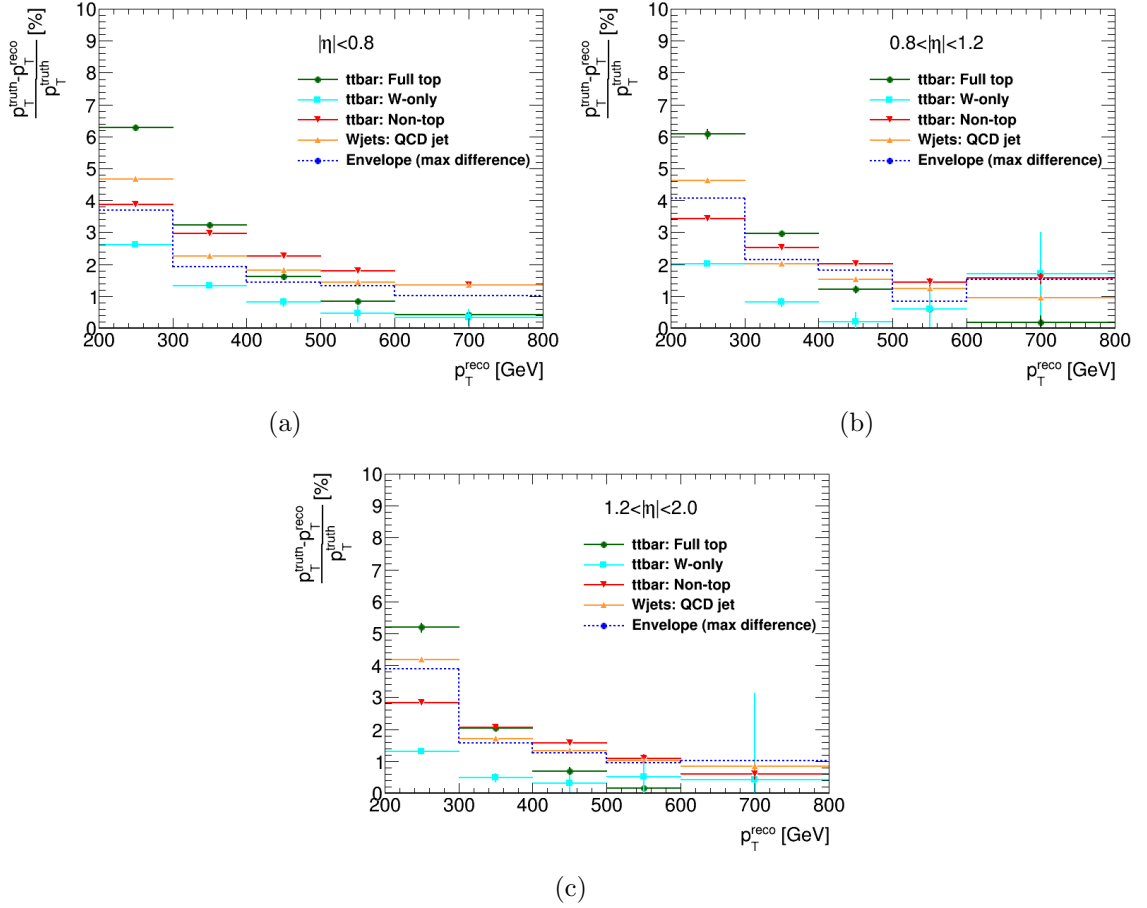 p_T^truth-p_T^reco / p_T^truth [%]
10
9
8
7
6
5
4
3
2
1
0
|η|<0.8
ttbar: Full top
ttbar: W-only
ttbar: Non-top
Wjets: QCD jet
Envelope (max difference)
200 300 400 500 600 700 800
p_T^reco [GeV]
(a)
p_T^truth-p_T^reco / p_T^truth [%]
10
9
8
7
6
5
4
3
2
1
0
0.8<|η|<1.2
ttbar: Full top
ttbar: W-only
ttbar: Non-top
Wjets: QCD jet
Envelope (max difference)
200 300 400 500 600 700 800
p_T^reco [GeV]
(b)
p_T^truth-p_T^reco / p_T^truth [%]
10
9
8
7
6
5
4
3
2
1
0
1.2<|η|<2.0
ttbar: Full top
ttbar: W-only
ttbar: Non-top
Wjets: QCD jet
Envelope (max difference)
200 300 400 500 600 700 800
p_T^reco [GeV]
(c)